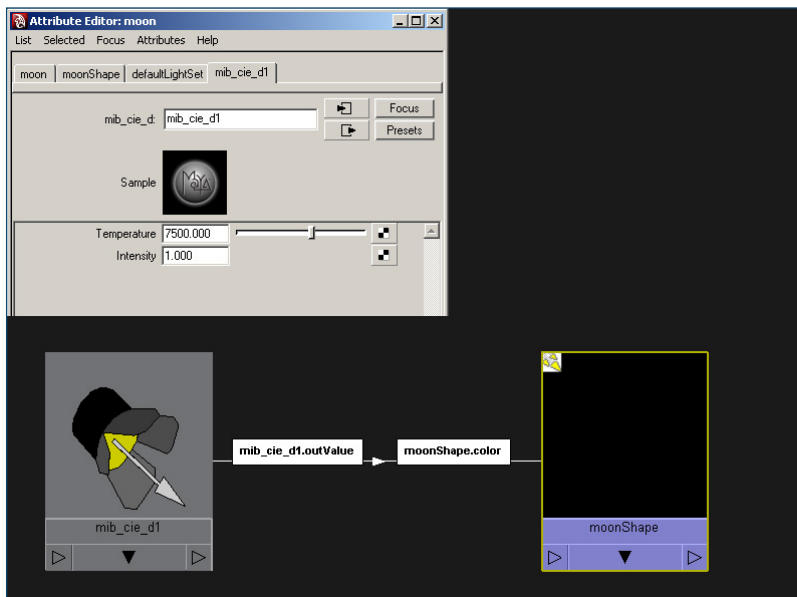 Attribute Editor: moon
List Selected Focus Attributes Help
moon moonShape defaultLightSet mib_cie_d1
mib_cie_d: mib_cie_d1 Focus
Presets
Sample MAYA
Temperature 7500.000
Intensity 1.000
mib_cie_d1.outValue moonShape.color
mib_cie_d1 moonShape